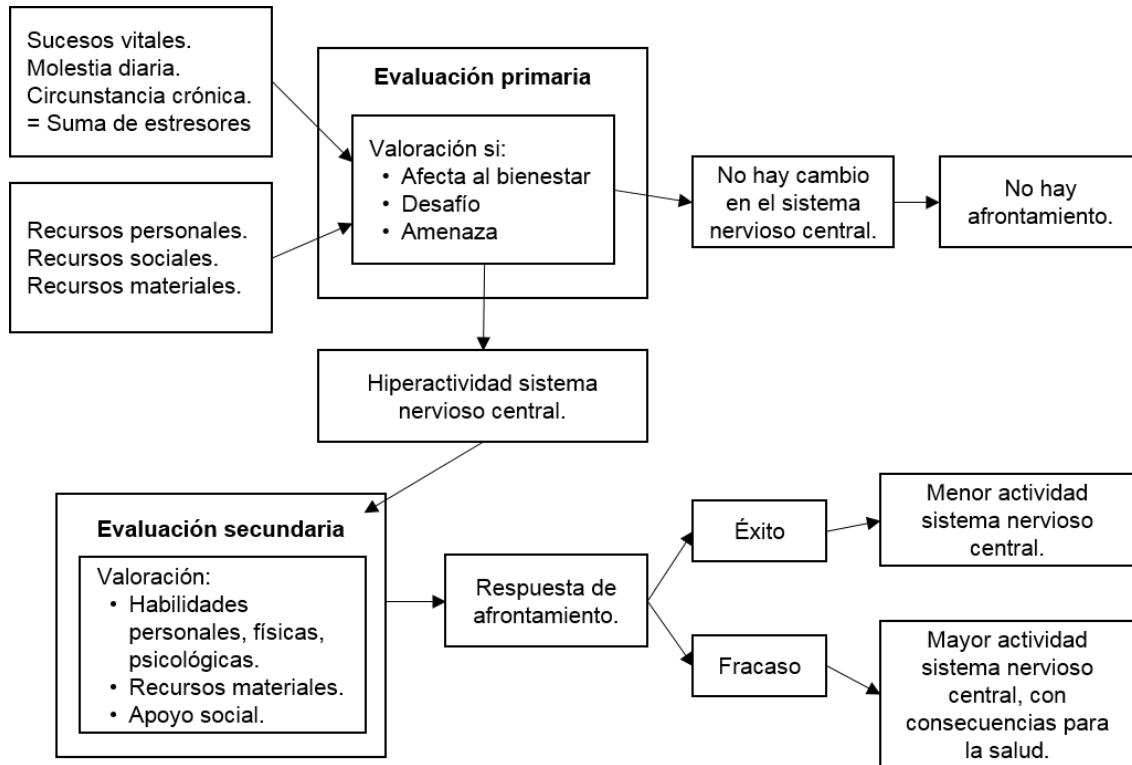 Sucesos vitales.
Molestia diaria.
Circunstancia crónica.
= Suma de estresores
Recursos personales.
Recursos sociales.
Recursos materiales.
Evaluación primaria
Valoración si:
• Afecta al bienestar
• Desafío
• Amenaza
No hay cambio
en el sistema
nervioso central.
No hay
afrontamiento.
Hiperactividad sistema
nervioso central.
Evaluación secundaria
Valoración:
• Habilidades
personales, físicas,
psicológicas.
• Recursos materiales.
• Apoyo social.
Respuesta de
afrontamiento.
Éxito
Menor actividad
sistema nervioso
central.
Fracaso
Mayor actividad
sistema nervioso
central, con
consecuencias para
la salud.